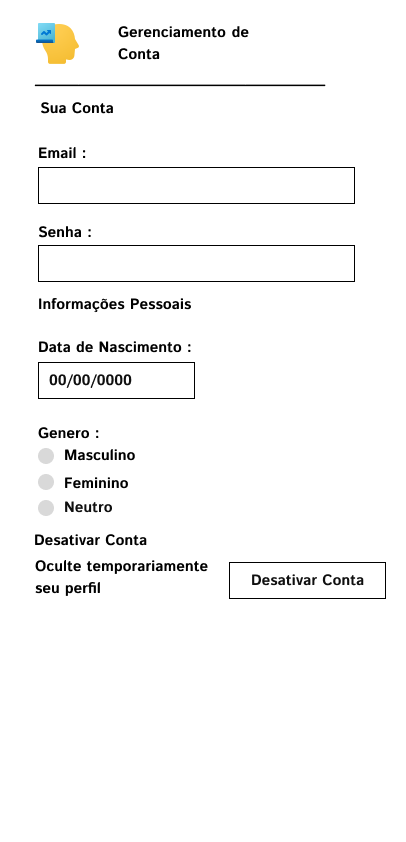 Gerenciamento de
Conta
Sua Conta
Email :
Senha :
Informações Pessoais
Data de Nascimento :
00/00/0000
Genero :
Masculino
Feminino
Neutro
Desativar Conta
Oculte temporariamente
seu perfil
Desativar Conta